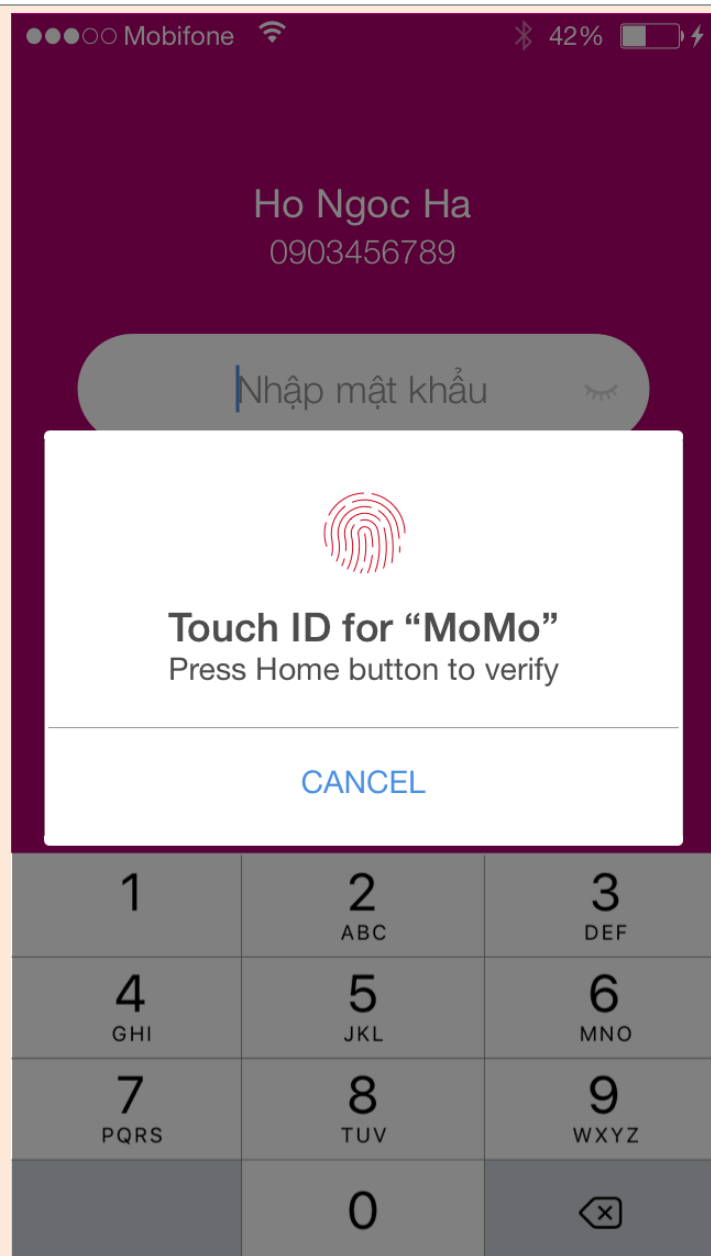 Mobifone 42%
Ho Ngoc Ha
0903456789
Nhập mật khẩu
Touch ID for “MoMo”
Press Home button to verify
CANCEL
1 2 3
ABC DEF
4 5 6
GHI JKL MNO
7 8 9
PQRS TUV WXYZ
0